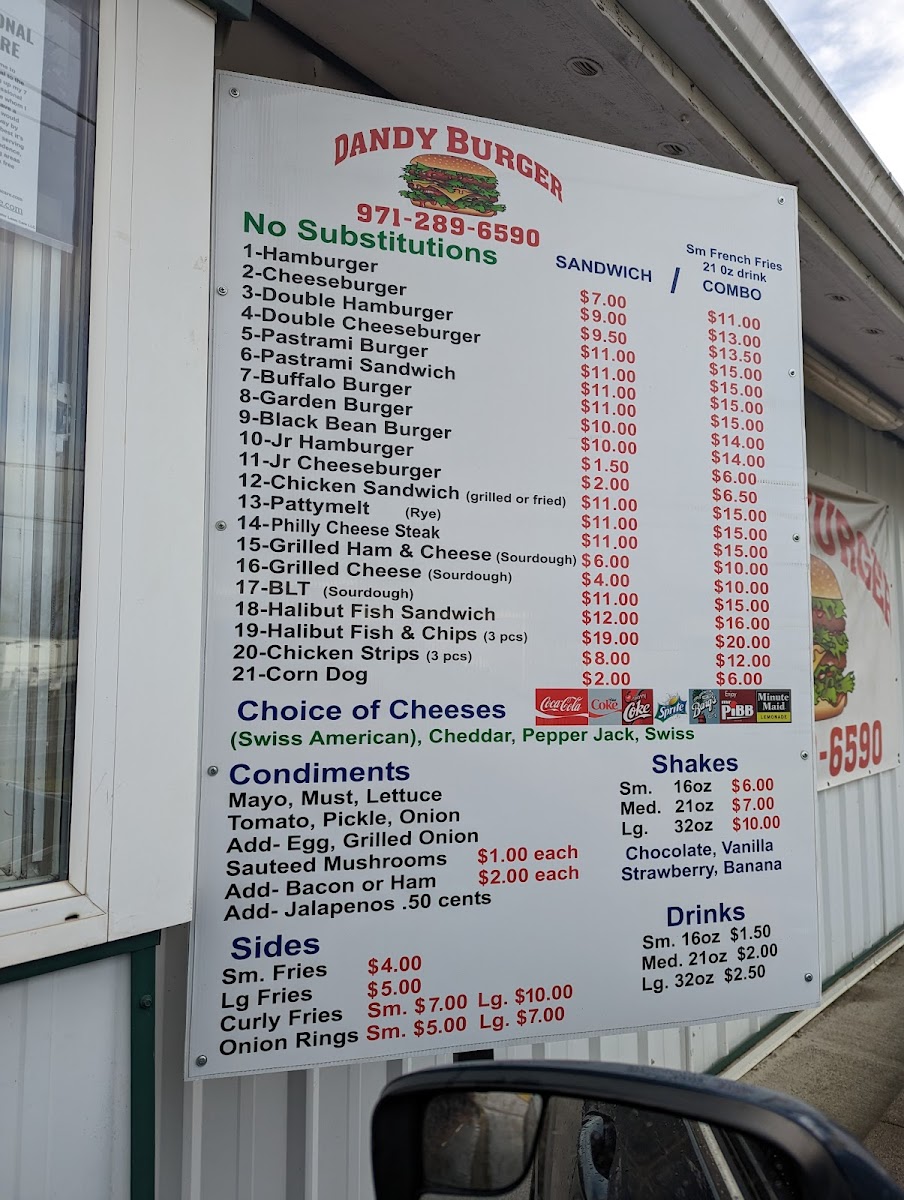 ONAL
RE
DANDY BURGER
971-289-6590
No Substitutions
SANDWICH / COMBO
Sm French Fries
21 0z drink
1-Hamburger $7.00 $11.00
2-Cheeseburger $9.00 $13.00
3-Double Hamburger $9.50 $13.50
4-Double Cheeseburger $11.00 $15.00
5-Pastrami Burger $11.00 $15.00
6-Pastrami Sandwich $11.00 $15.00
7-Buffalo Burger $11.00 $15.00
8-Garden Burger $10.00 $14.00
9-Black Bean Burger $10.00 $14.00
10-Jr Hamburger $1.50 $6.00
11-Jr Cheeseburger $2.00 $6.50
12-Chicken Sandwich (grilled or fried) $11.00 $15.00
13-Pattymelt (Rye) $11.00 $15.00
14-Philly Cheese Steak $11.00 $15.00
15-Grilled Ham & Cheese (Sourdough) $6.00 $10.00
16-Grilled Cheese (Sourdough) $4.00 $10.00
17-BLT (Sourdough) $11.00 $15.00
18-Halibut Fish Sandwich $12.00 $16.00
19-Halibut Fish & Chips (3 pcs) $19.00 $20.00
20-Chicken Strips (3 pcs) $8.00 $12.00
21-Corn Dog $2.00 $6.00
Choice of Cheeses
Coca-Cola Coke Coke Sprite Barq's Enjoy PiBB Minute Maid LEMONADE
(Swiss American), Cheddar, Pepper Jack, Swiss
Condiments
Mayo, Must, Lettuce
Tomato, Pickle, Onion
Add- Egg, Grilled Onion
Sauteed Mushrooms $1.00 each
Add- Bacon or Ham $2.00 each
Add- Jalapenos .50 cents
Shakes
Sm. 16oz $6.00
Med. 21oz $7.00
Lg. 32oz $10.00
Chocolate, Vanilla
Strawberry, Banana
Sides
Sm. Fries $4.00
Lg Fries $5.00
Curly Fries Sm. $7.00 Lg. $10.00
Onion Rings Sm. $5.00 Lg. $7.00
Drinks
Sm. 16oz $1.50
Med. 21oz $2.00
Lg. 32oz $2.50
BURGER
-6590